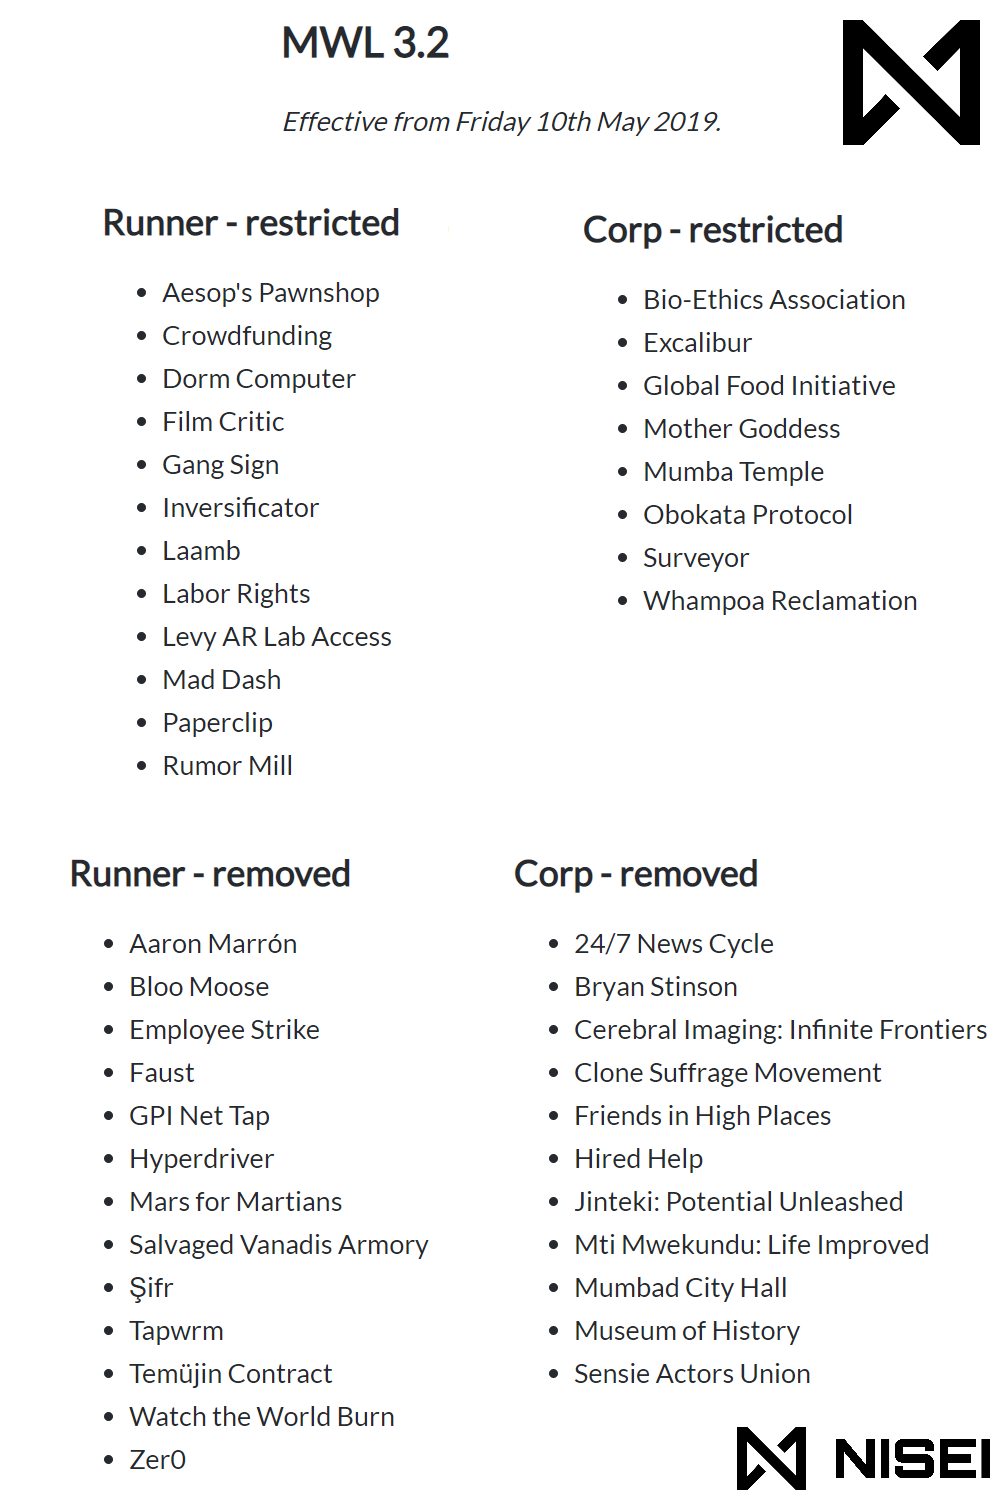 MWL 3.2
Effective from Friday 10th May 2019.
Runner - restricted
Aesop's Pawnshop
Crowdfunding
Dorm Computer
Film Critic
Gang Sign
Inversificator
Laamb
Labor Rights
Levy AR Lab Access
Mad Dash
Paperclip
Rumor Mill
Corp - restricted
Bio-Ethics Association
Excalibur
Global Food Initiative
Mother Goddess
Mumba Temple
Obokata Protocol
Surveyor
Whampoa Reclamation
Runner - removed
Aaron Marrón
Bloo Moose
Employee Strike
Faust
GPI Net Tap
Hyperdriver
Mars for Martians
Salvaged Vanadis Armory
Şifr
Tapwrm
Temüjin Contract
Watch the World Burn
Zer0
Corp - removed
24/7 News Cycle
Bryan Stinson
Cerebral Imaging: Infinite Frontiers
Clone Suffrage Movement
Friends in High Places
Hired Help
Jinteki: Potential Unleashed
Mti Mwekundu: Life Improved
Mumbad City Hall
Museum of History
Sensie Actors Union
NISEI